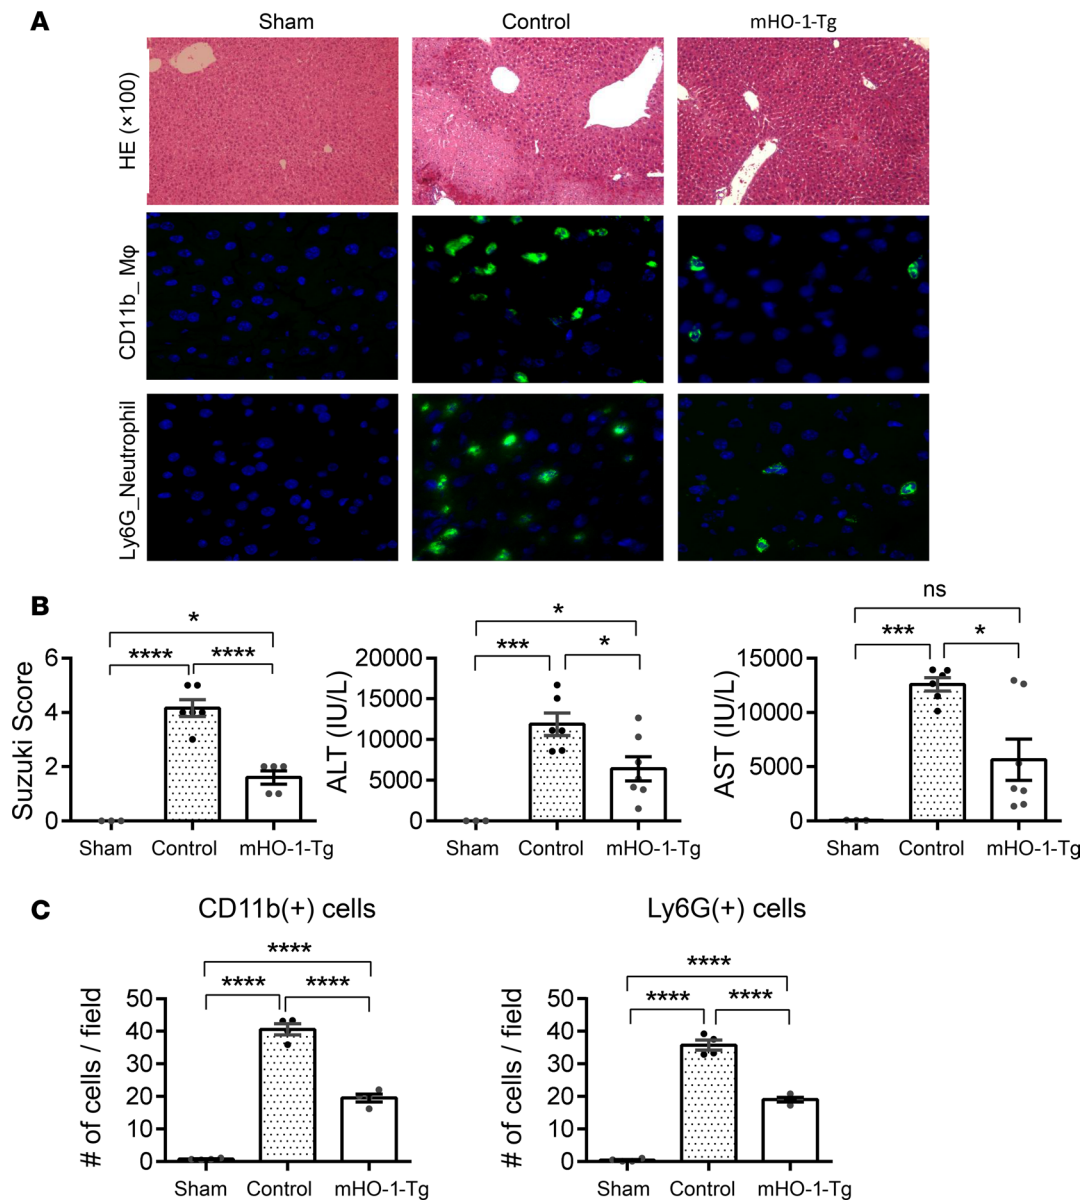 A
Sham Control mHO-1-Tg
HE (×100)
CD11b_ Mφ
Ly6G_Neutrophil
B
*
**** ****
Suzuki Score
6
4
2
0
Sham Control mHO-1-Tg
*
*** *
ALT (IU/L)
20000
15000
10000
5000
0
Sham Control mHO-1-Tg
ns
*** *
AST (IU/L)
15000
10000
5000
0
Sham Control mHO-1-Tg
C
CD11b(+) cells
****
**** ****
# of cells / field
50
40
30
20
10
0
Sham Control mHO-1-Tg
Ly6G(+) cells
****
**** ****
# of cells / field
50
40
30
20
10
0
Sham Control mHO-1-Tg